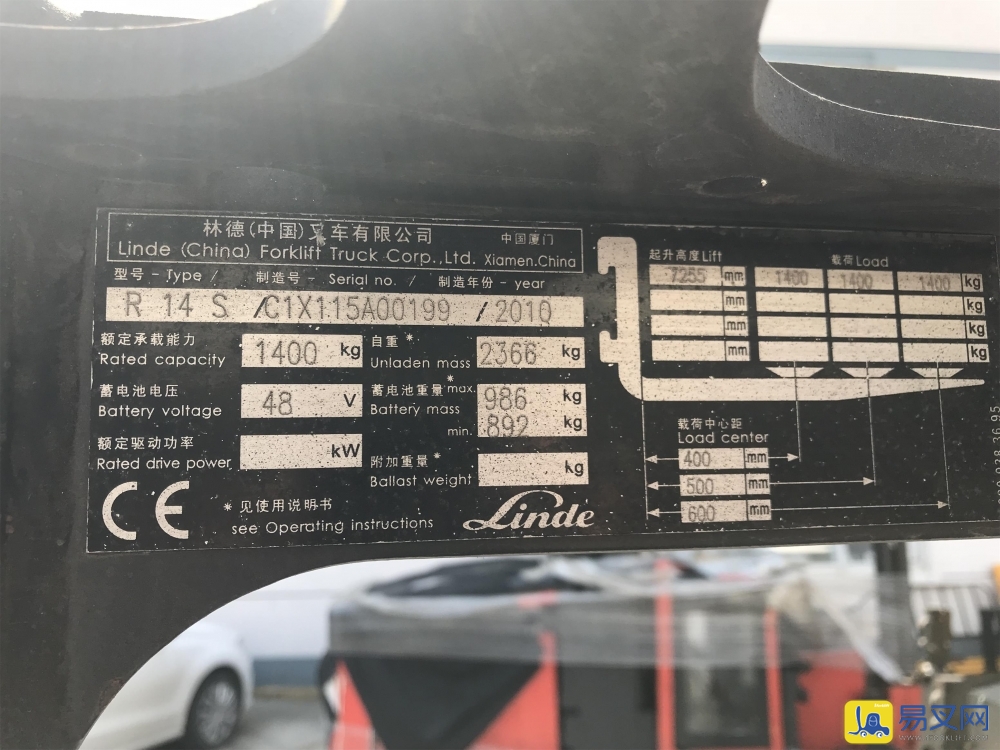 林德(中国)叉车有限公司 中国厦门
Linde (China) Forklift Truck Corp.,Ltd. Xiamen.China
型号 - Type / 制造号 - Serial no. / 制造年份 - year
R 14 S /C1X115A00199 /2010
额定承载能力
Rated capacity
1400 kg
自重 *
Unladen mass
2366 kg
蓄电池电压
Battery voltage
48 V
蓄电池重量* max.
Battery mass
986 kg
min.
892 kg
额定驱动功率
Rated drive power
kW
附加重量 *
Ballast weight
kg
CE
* 见使用说明书
see Operating instructions
Linde
起升高度 Lift 载荷 Load
7255 mm 1400 1400 1400 kg
mm kg
mm kg
mm kg
载荷中心距
Load center
400 mm
500 mm
600 mm
易叉网